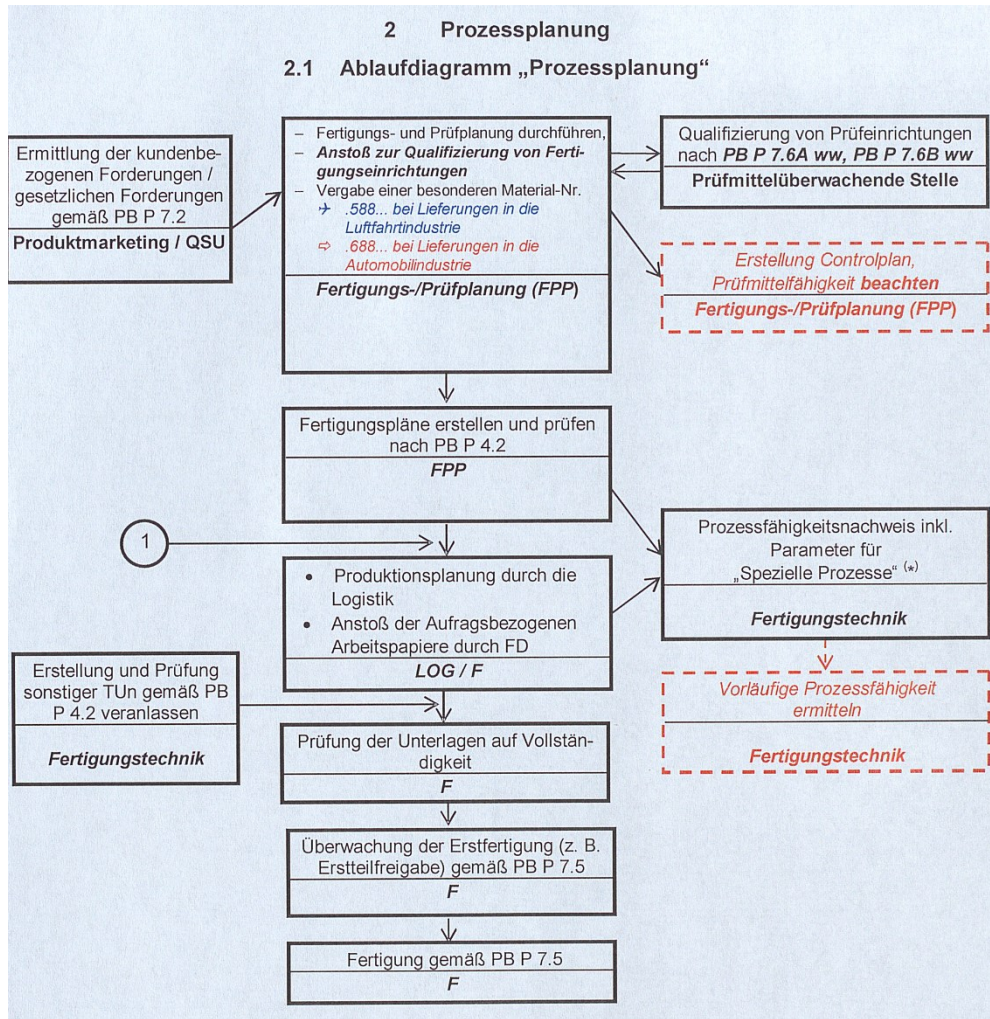 2 Prozessplanung
2.1 Ablaufdiagramm „Prozessplanung“
Ermittlung der kundenbe-
zogenen Forderungen /
gesetzlichen Forderungen
gemäß PB P 7.2
Produktmarketing / QSU
– Fertigungs- und Prüfplanung durchführen,
– Anstoß zur Qualifizierung von Ferti-
gungseinrichtungen
– Vergabe einer besonderen Material-Nr.
✈ .588... bei Lieferungen in die
Luftfahrtindustrie
⇨ .688... bei Lieferungen in die
Automobilindustrie
Fertigungs-/Prüfplanung (FPP)
Qualifizierung von Prüfeinrichtungen
nach PB P 7.6A ww, PB P 7.6B ww
Prüfmittelüberwachende Stelle
Erstellung Controlplan,
Prüfmittelfähigkeit beachten
Fertigungs-/Prüfplanung (FPP)
Fertigungspläne erstellen und prüfen
nach PB P 4.2
FPP
1
• Produktionsplanung durch die
Logistik
• Anstoß der Aufragsbezogenen
Arbeitspapiere durch FD
LOG / F
Prozessfähigkeitsnachweis inkl.
Parameter für
„Spezielle Prozesse“ (*)
Fertigungstechnik
Erstellung und Prüfung
sonstiger TUn gemäß PB
P 4.2 veranlassen
Fertigungstechnik
Vorläufige Prozessfähigkeit
ermitteln
Fertigungstechnik
Prüfung der Unterlagen auf Vollstän-
digkeit
F
Überwachung der Erstfertigung (z. B.
Erstteilfreigabe) gemäß PB P 7.5
F
Fertigung gemäß PB P 7.5
F